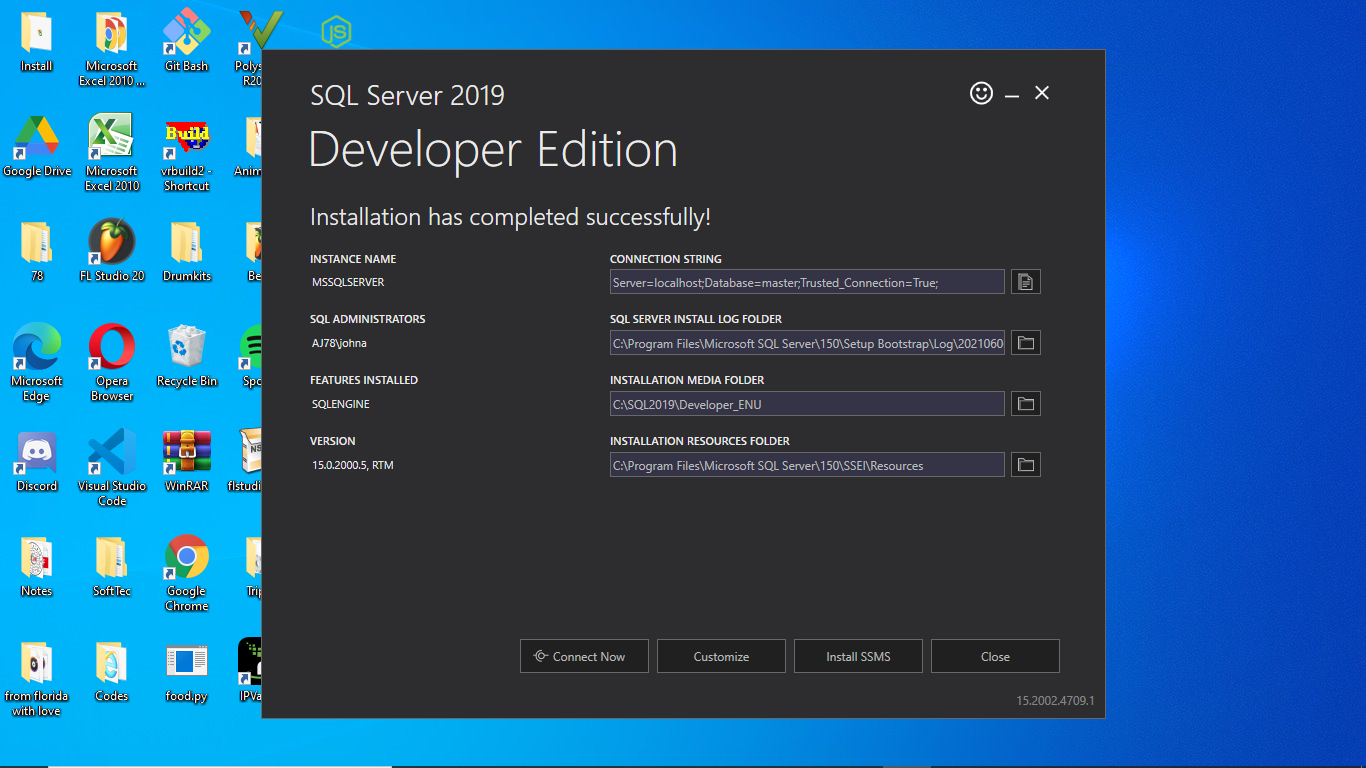 Install
Microsoft
Excel 2010 ...
Git Bash
Polys
R20
JS
Google Drive
Microsoft
Excel 2010
Build
vrbuild2 -
Shortcut
Anim
78
FL Studio 20
Drumkits
Be
Microsoft
Edge
Opera
Browser
Recycle Bin
Spo
Discord
Visual Studio
Code
WinRAR
NS
flstudi
Notes
SoftTec
Google
Chrome
Trip
from florida
with love
Codes
food.py
IPVa
SQL Server 2019
Developer Edition
Installation has completed successfully!
INSTANCE NAME
MSSQLSERVER
SQL ADMINISTRATORS
AJ78\johna
FEATURES INSTALLED
SQLENGINE
VERSION
15.0.2000.5, RTM
CONNECTION STRING
Server=localhost;Database=master;Trusted_Connection=True;
SQL SERVER INSTALL LOG FOLDER
C:\Program Files\Microsoft SQL Server\150\Setup Bootstrap\Log\2021060
INSTALLATION MEDIA FOLDER
C:\SQL2019\Developer_ENU
INSTALLATION RESOURCES FOLDER
C:\Program Files\Microsoft SQL Server\150\SSEI\Resources
Connect Now
Customize
Install SSMS
Close
15.2002.4709.1